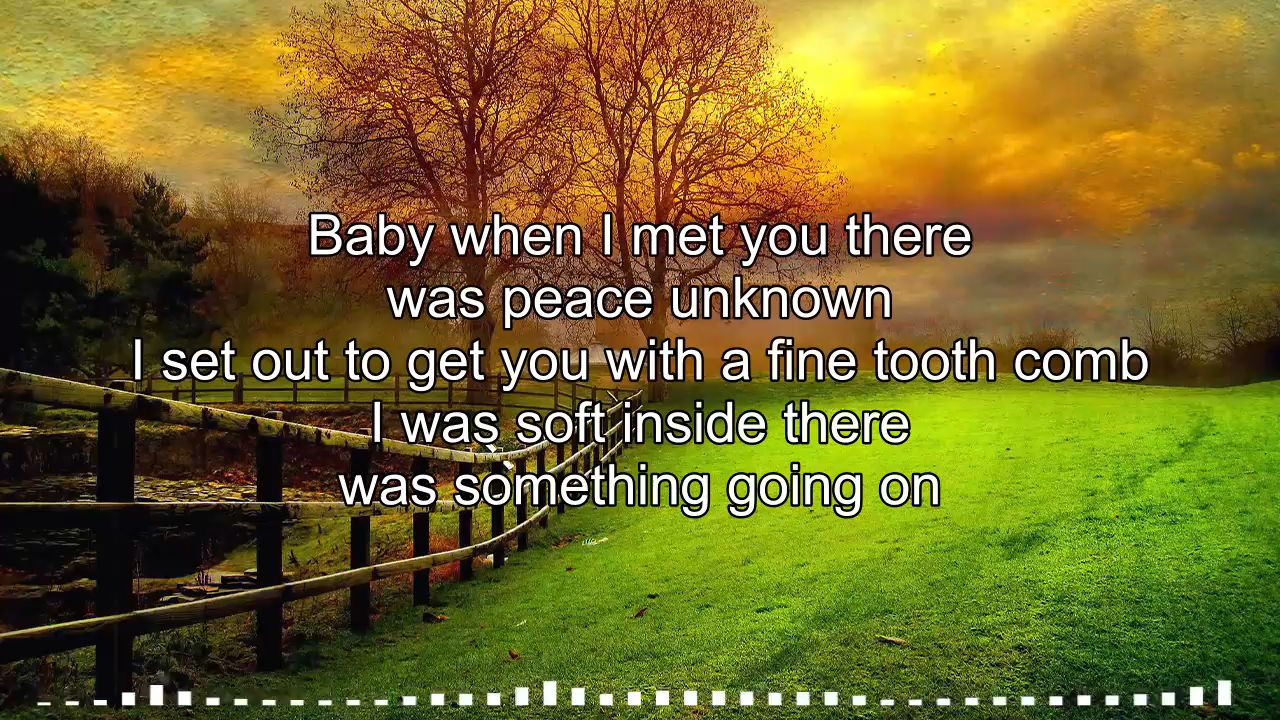 Baby when I met you there
was peace unknown
I set out to get you with a fine tooth comb
I was soft inside there
was something going on